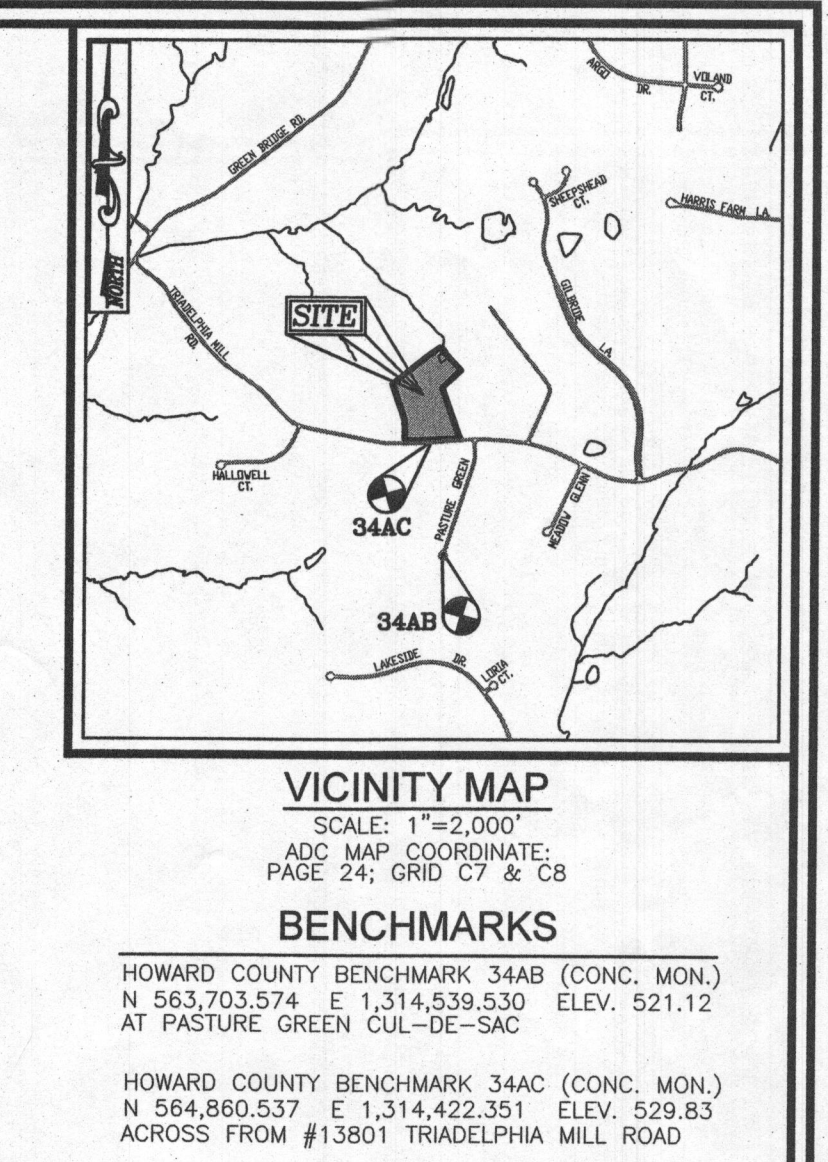 ARGO DR.
VOLAND CT.
GREEN BRIDGE RD.
SHEEPSHEAD CT.
HARRIS FARM LA.
NORTH
TRIADELPHIA MILL RD.
SITE
GILBRIDE LA.
HALLOWELL CT.
34AC
PASTURE GREEN
MEADOW GLENN
34AB
LAKESIDE DR.
LORIA CT.
VICINITY MAP
SCALE: 1"=2,000'
ADC MAP COORDINATE:
PAGE 24; GRID C7 & C8
BENCHMARKS
HOWARD COUNTY BENCHMARK 34AB (CONC. MON.)
N 563,703.574 E 1,314,539.530 ELEV. 521.12
AT PASTURE GREEN CUL-DE-SAC
HOWARD COUNTY BENCHMARK 34AC (CONC. MON.)
N 564,860.537 E 1,314,422.351 ELEV. 529.83
ACROSS FROM #13801 TRIADELPHIA MILL ROAD